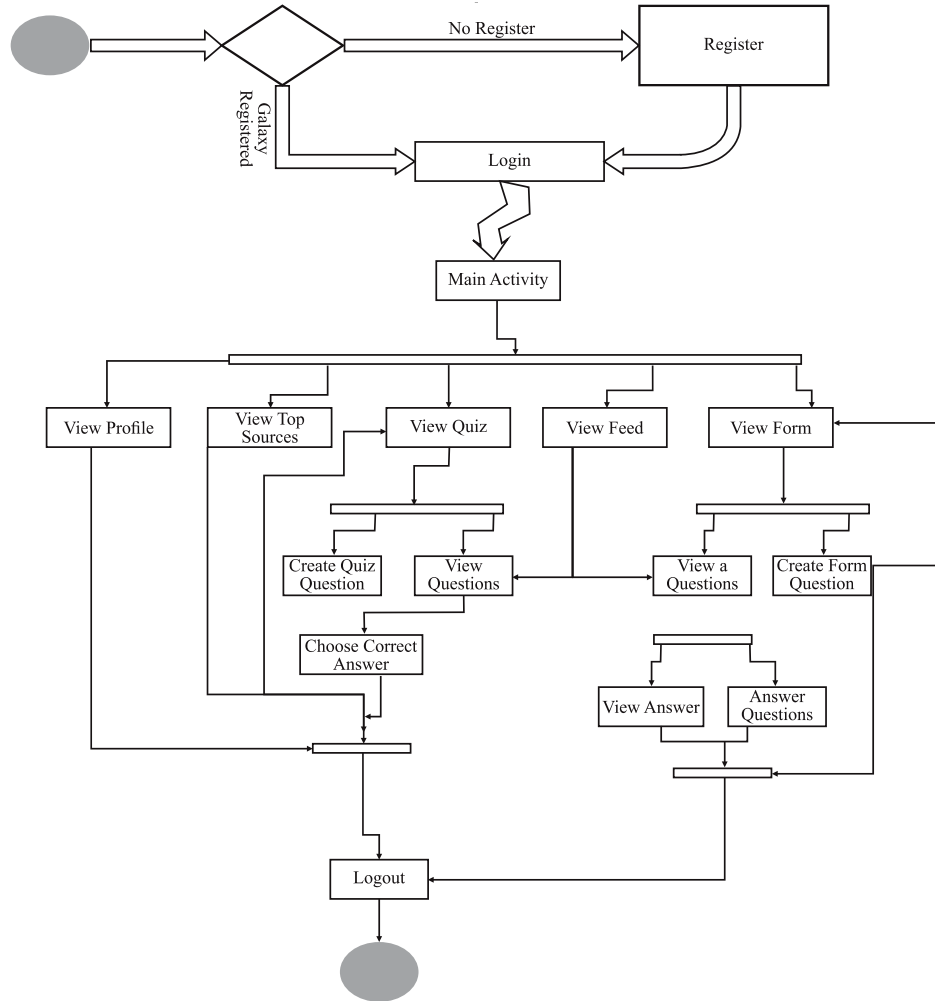 No Register
Register
Galaxy
Registered
Login
Main Activity
View Profile
View Top
Sources
View Quiz
View Feed
View Form
Create Quiz
Question
View
Questions
View a
Questions
Create Form
Question
Choose Correct
Answer
View Answer
Answer
Questions
Logout